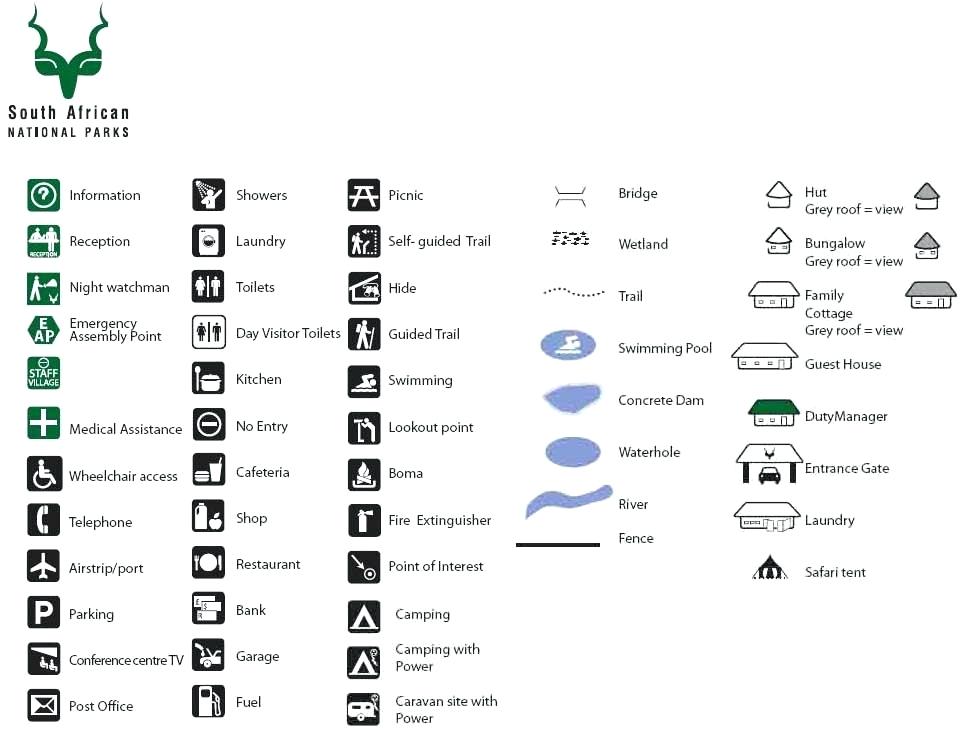 South African
NATIONAL PARKS
Information
RECEPTION
Reception
Night watchman
E
AP
Emergency
Assembly Point
STAFF
VILLAGE
Medical Assistance
Wheelchair access
Telephone
Airstrip/port
P
Parking
Conference centre TV
Post Office
Showers
Laundry
Toilets
Day Visitor Toilets
Kitchen
No Entry
Cafeteria
Shop
Restaurant
Bank
Garage
Fuel
Picnic
Self- guided Trail
Hide
Guided Trail
Swimming
Lookout point
Boma
Fire Extinguisher
Point of Interest
Camping
Camping with
Power
Caravan site with
Power
Bridge
Wetland
Trail
Swimming Pool
Concrete Dam
Waterhole
River
Fence
Hut
Grey roof = view
Bungalow
Grey roof = view
Family
Cottage
Grey roof = view
Guest House
DutyManager
Entrance Gate
Laundry
Safari tent